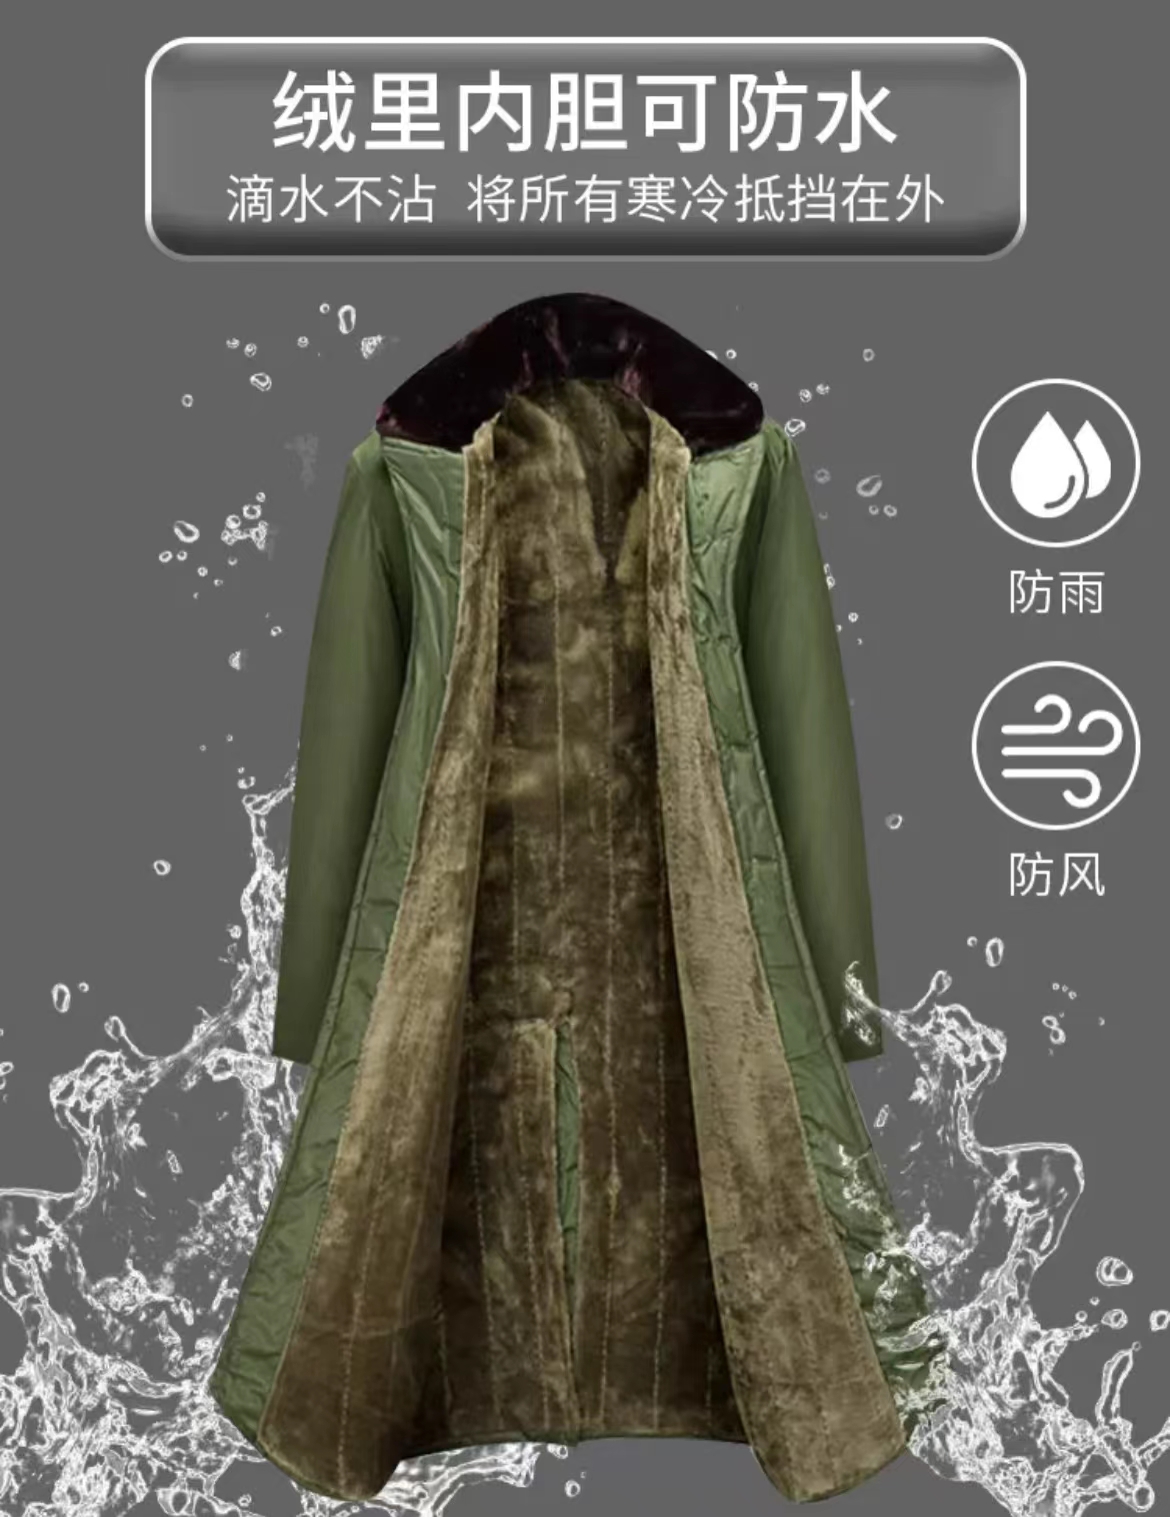 绒里内胆可防水
滴水不沾 将所有寒冷抵挡在外
防雨
防风